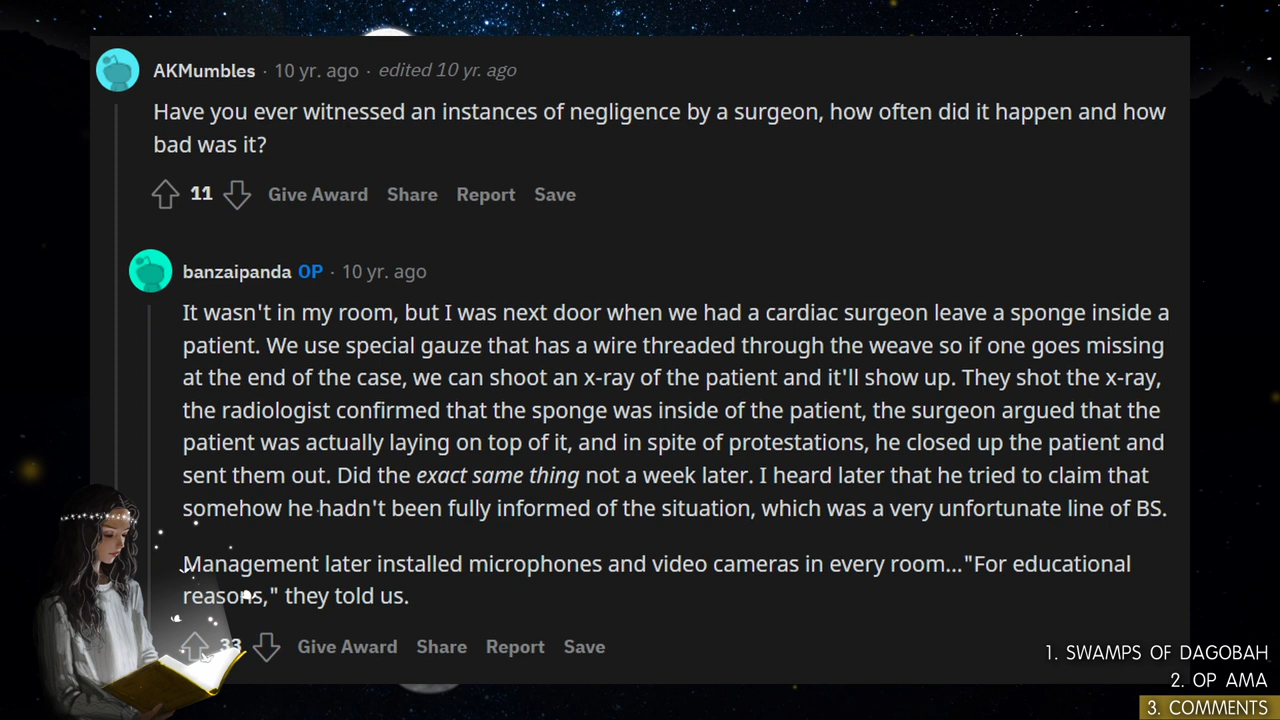 AKMumbles · 10 yr. ago · edited 10 yr. ago
Have you ever witnessed an instances of negligence by a surgeon, how often did it happen and how
bad was it?
11 Give Award Share Report Save
banzaipanda OP · 10 yr. ago
It wasn't in my room, but I was next door when we had a cardiac surgeon leave a sponge inside a
patient. We use special gauze that has a wire threaded through the weave so if one goes missing
at the end of the case, we can shoot an x-ray of the patient and it'll show up. They shot the x-ray,
the radiologist confirmed that the sponge was inside of the patient, the surgeon argued that the
patient was actually laying on top of it, and in spite of protestations, he closed up the patient and
sent them out. Did the exact same thing not a week later. I heard later that he tried to claim that
somehow he hadn't been fully informed of the situation, which was a very unfortunate line of BS.
Management later installed microphones and video cameras in every room..."For educational
reasons," they told us.
33 Give Award Share Report Save
1. SWAMPS OF DAGOBAH
2. OP AMA
3. COMMENTS